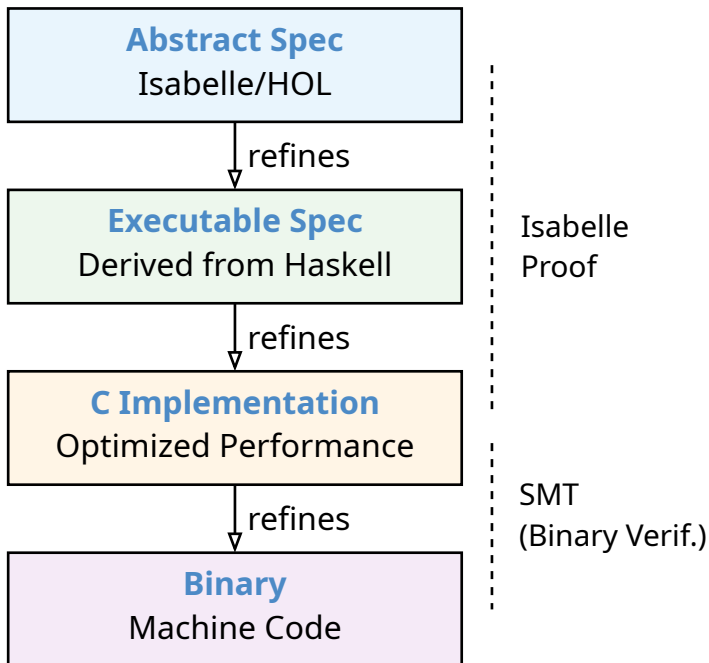 Abstract Spec
Isabelle/HOL
refines
Executable Spec
Derived from Haskell
refines
C Implementation
Optimized Performance
refines
Binary
Machine Code
Isabelle
Proof
SMT
(Binary Verif.)